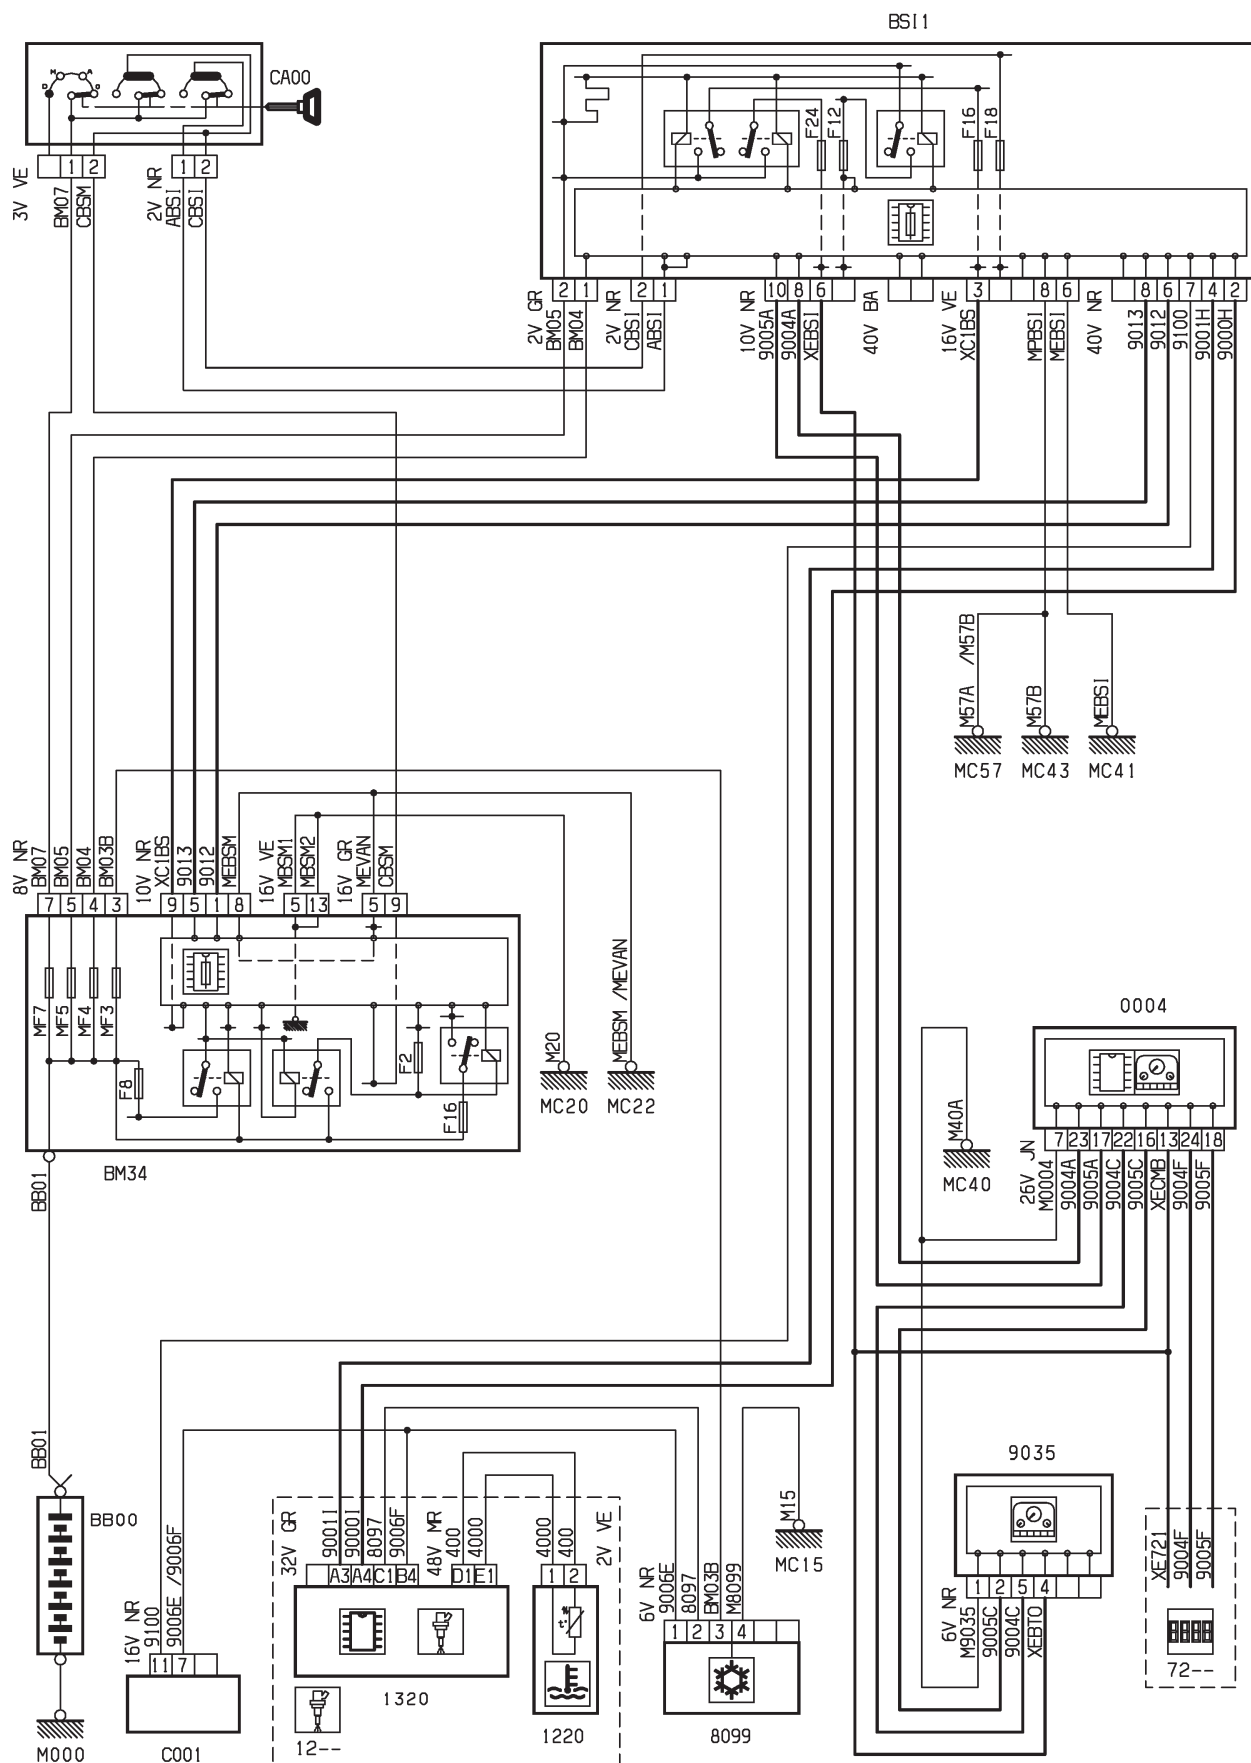 BSI1
CA00
M A
D D
F24
F12
F16
F18
3V VE
1 2
BM07
CBSM
2V NR
1 2
ABSI
CBSI
2V GR
2 1
BM05
BM04
2V NR
2 1
CBSI
ABSI
10V NR
10 8 6
9005A
9004A
XEBSI
40V BA
16V VE
3 8 6
XC1BS
MPBSI
MEBSI
40V NR
8 6 7 4 2
9013
9012
9100
9001H
9000H
M57A /M57B
M57B
MEBSI
MC57 MC43 MC41
8V NR
BM07
BM05
BM04
BM03B
7 5 4 3
10V NR
XC1BS
9013
9012
MEBSM
9 5 1 8
16V VE
MBSM1
MBSM2
5 13
16V GR
MEVAN
CBSM
5 9
MF7
MF5
MF4
MF3
F8
F2
F16
BM34
M20
MC20
MEBSM /MEVAN
MC22
0004
M40A
MC40
26V JN
7 23 17 22 16 13 24 18
M0004
9004A
9005A
9004C
9005C
XECMB
9004F
9005F
BB01
BB01
BB00
M000
16V NR
9100
9006E /9006F
11 7
C001
32V GR
9001I
9000I
8097
9006F
A3 A4 C1 B4
48V MR
400
4000
D1 E1
1320
12--
4000
400
2V VE
1 2
t°
1220
6V NR
9006E
8097
BM03B
M8099
1 2 3 4
8099
M15
MC15
9035
6V NR
1 2 5 4
M9035
9005C
9004C
XEBTO
XE721
9004F
9005F
72--